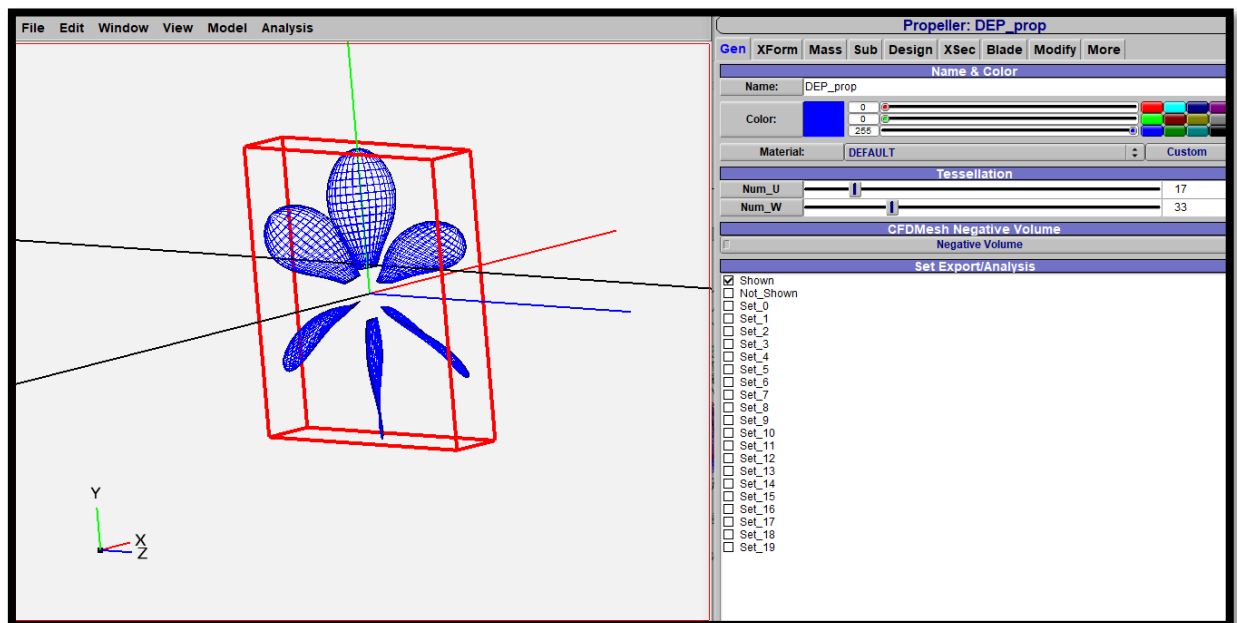 File Edit Window View Model Analysis
Y
X
Z
Propeller: DEP_prop
Gen XForm Mass Sub Design XSec Blade Modify More
Name & Color
Name: DEP_prop
0
Color: 0
255
Material: DEFAULT Custom
Tessellation
Num_U 17
Num_W 33
CFDMesh Negative Volume
Negative Volume
Set Export/Analysis
Shown
Not_Shown
Set_0
Set_1
Set_2
Set_3
Set_4
Set_5
Set_6
Set_7
Set_8
Set_9
Set_10
Set_11
Set_12
Set_13
Set_14
Set_15
Set_16
Set_17
Set_18
Set_19